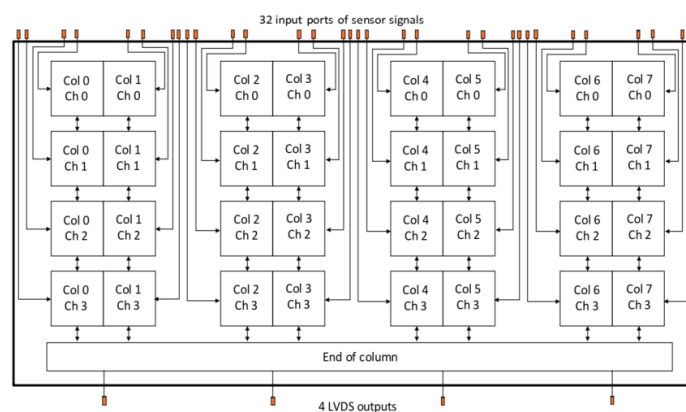 32 input ports of sensor signals
Col 0 Col 1 Col 2 Col 3 Col 4 Col 5 Col 6 Col 7
Ch 0 Ch 0 Ch 0 Ch 0 Ch 0 Ch 0 Ch 0 Ch 0
Col 0 Col 1 Col 2 Col 3 Col 4 Col 5 Col 6 Col 7
Ch 1 Ch 1 Ch 1 Ch 1 Ch 1 Ch 1 Ch 1 Ch 1
Col 0 Col 1 Col 2 Col 3 Col 4 Col 5 Col 6 Col 7
Ch 2 Ch 2 Ch 2 Ch 2 Ch 2 Ch 2 Ch 2 Ch 2
Col 0 Col 1 Col 2 Col 3 Col 4 Col 5 Col 6 Col 7
Ch 3 Ch 3 Ch 3 Ch 3 Ch 3 Ch 3 Ch 3 Ch 3
End of column
4 LVDS outputs